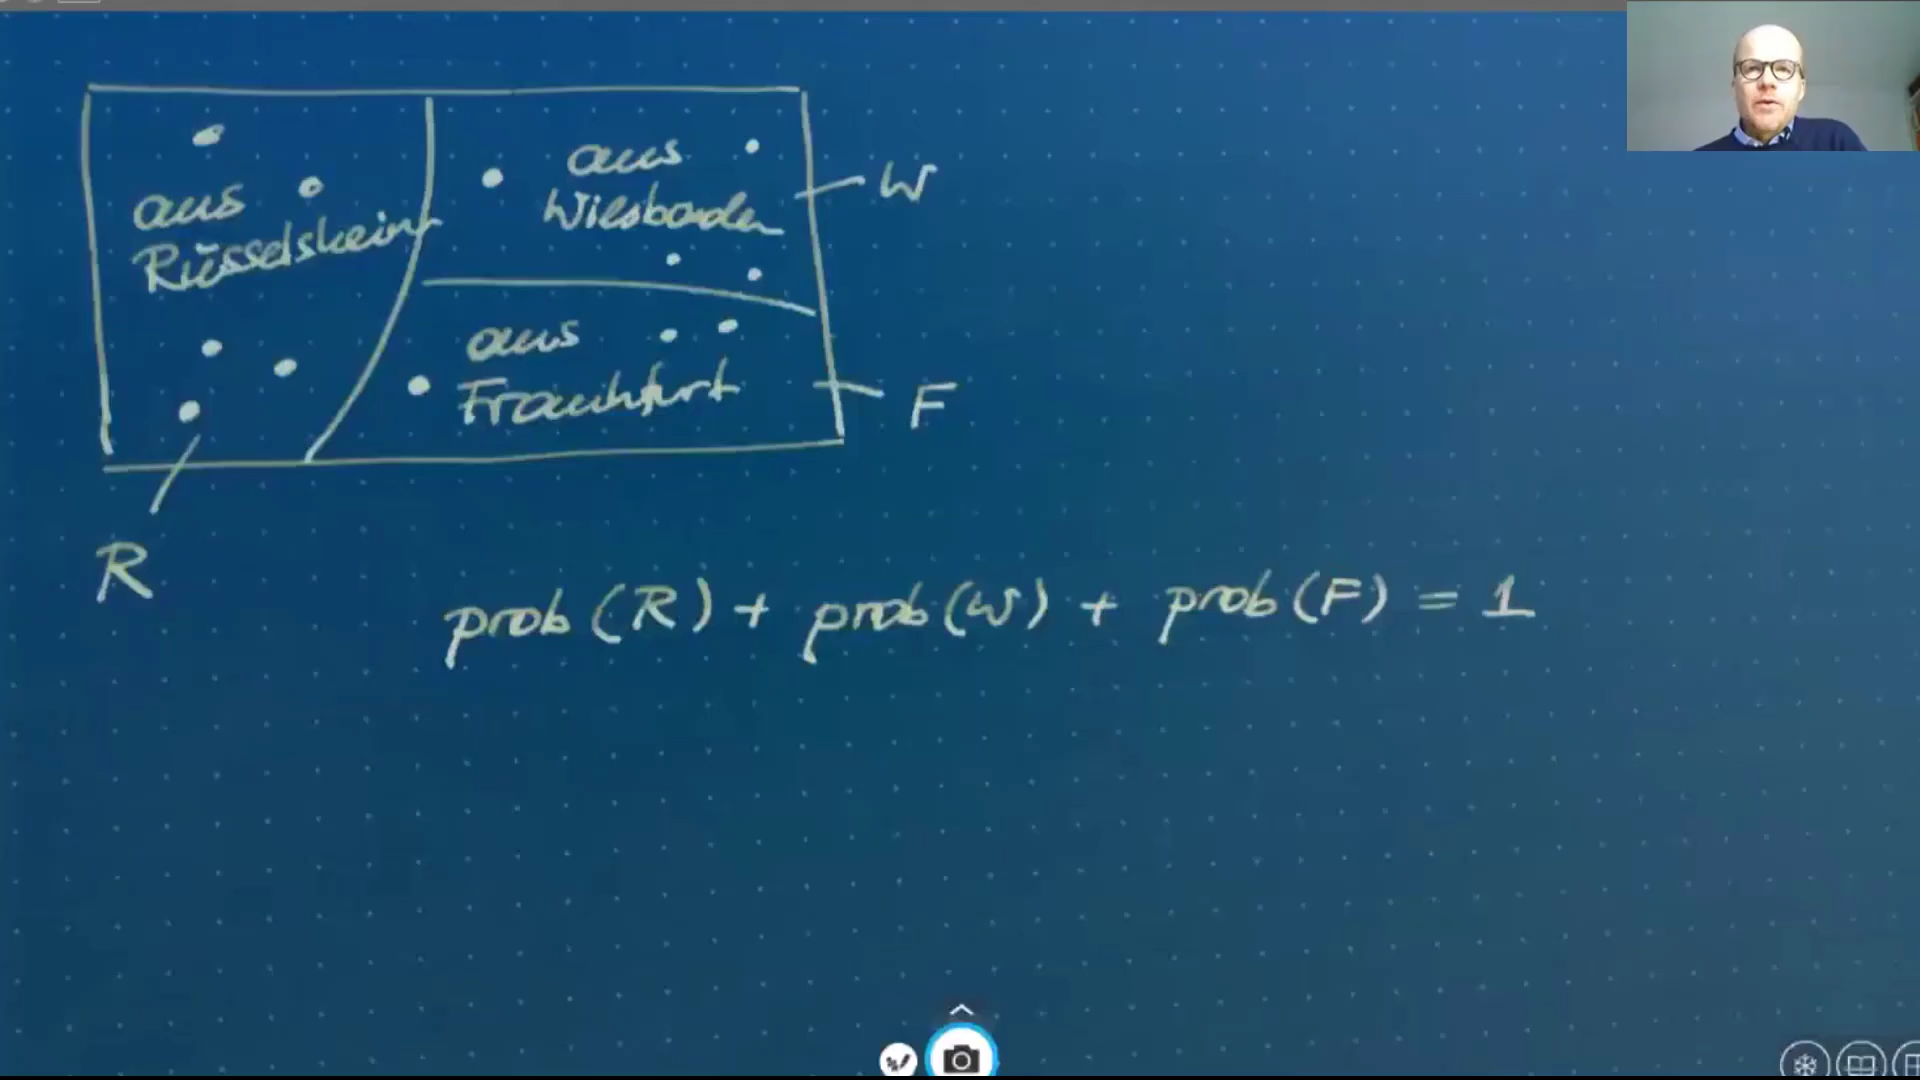 aus
Rüsselsheim
aus
Wiesbaden
W
aus
Frankfurt
F
R
prob (R) + prob (W) + prob (F) = 1